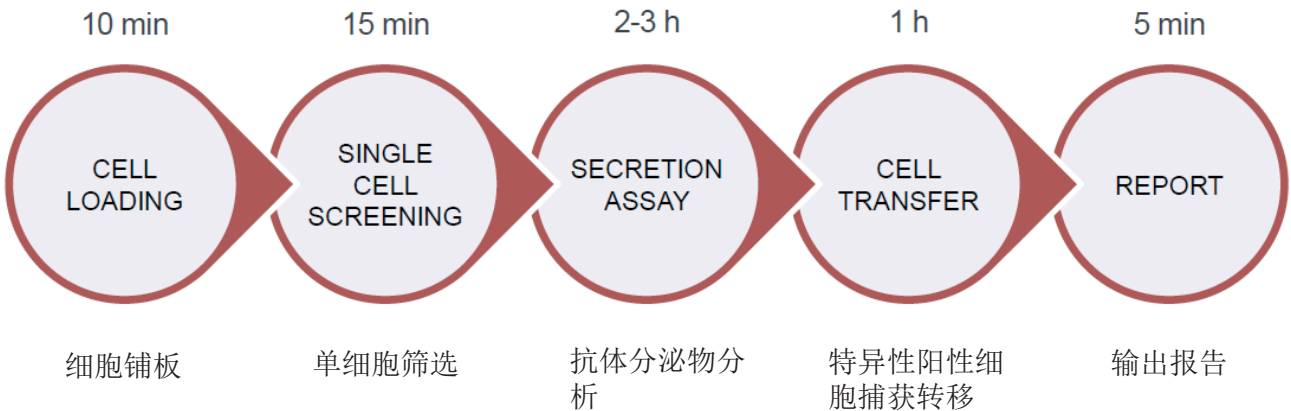 10 min
15 min
2-3 h
1 h
5 min
CELL
LOADING
SINGLE
CELL
SCREENING
SECRETION
ASSAY
CELL
TRANSFER
REPORT
细胞铺板
单细胞筛选
抗体分泌物分
析
特异性阳性细
胞捕获转移
输出报告